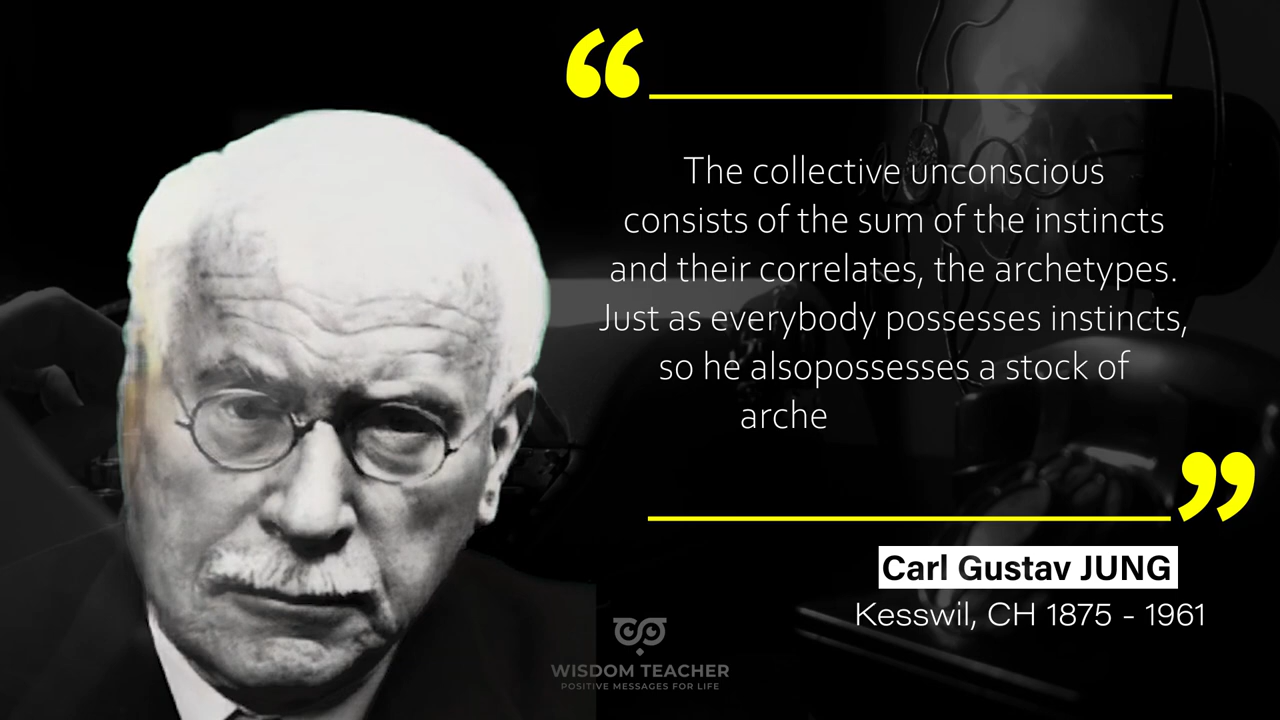 “
The collective unconscious
consists of the sum of the instincts
and their correlates, the archetypes.
Just as everybody possesses instincts,
so he alsopossesses a stock of
arche
”
Carl Gustav JUNG
Kesswil, CH 1875 - 1961
WISDOM TEACHER
POSITIVE MESSAGES FOR LIFE